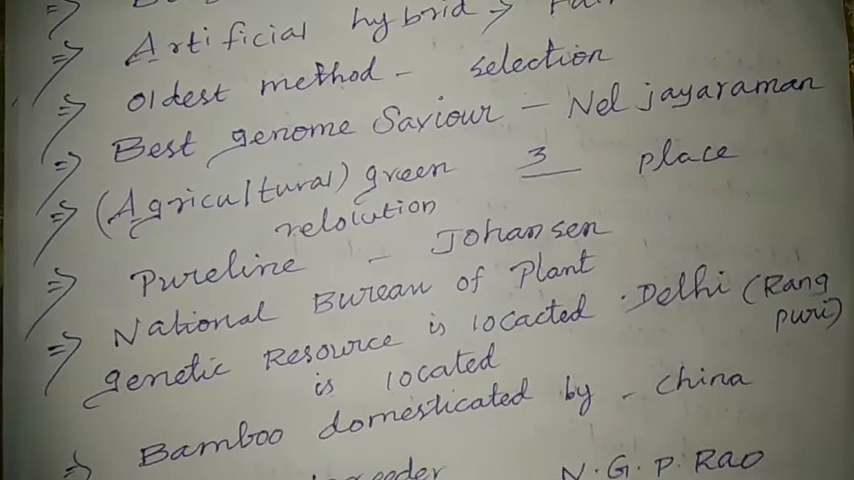 => Artificial hybrid →
=> Oldest method - selection
=> Best genome Saviour - Nel jayaraman
=> (Agricultural) green 3 place
relolution
=> Pureline - Johansen
=> National Bureau of Plant
genetic Resource is locacted . Delhi (Rang
puri)
is located
=> Bamboo domesticated by - China
=> N. G. P. Rao